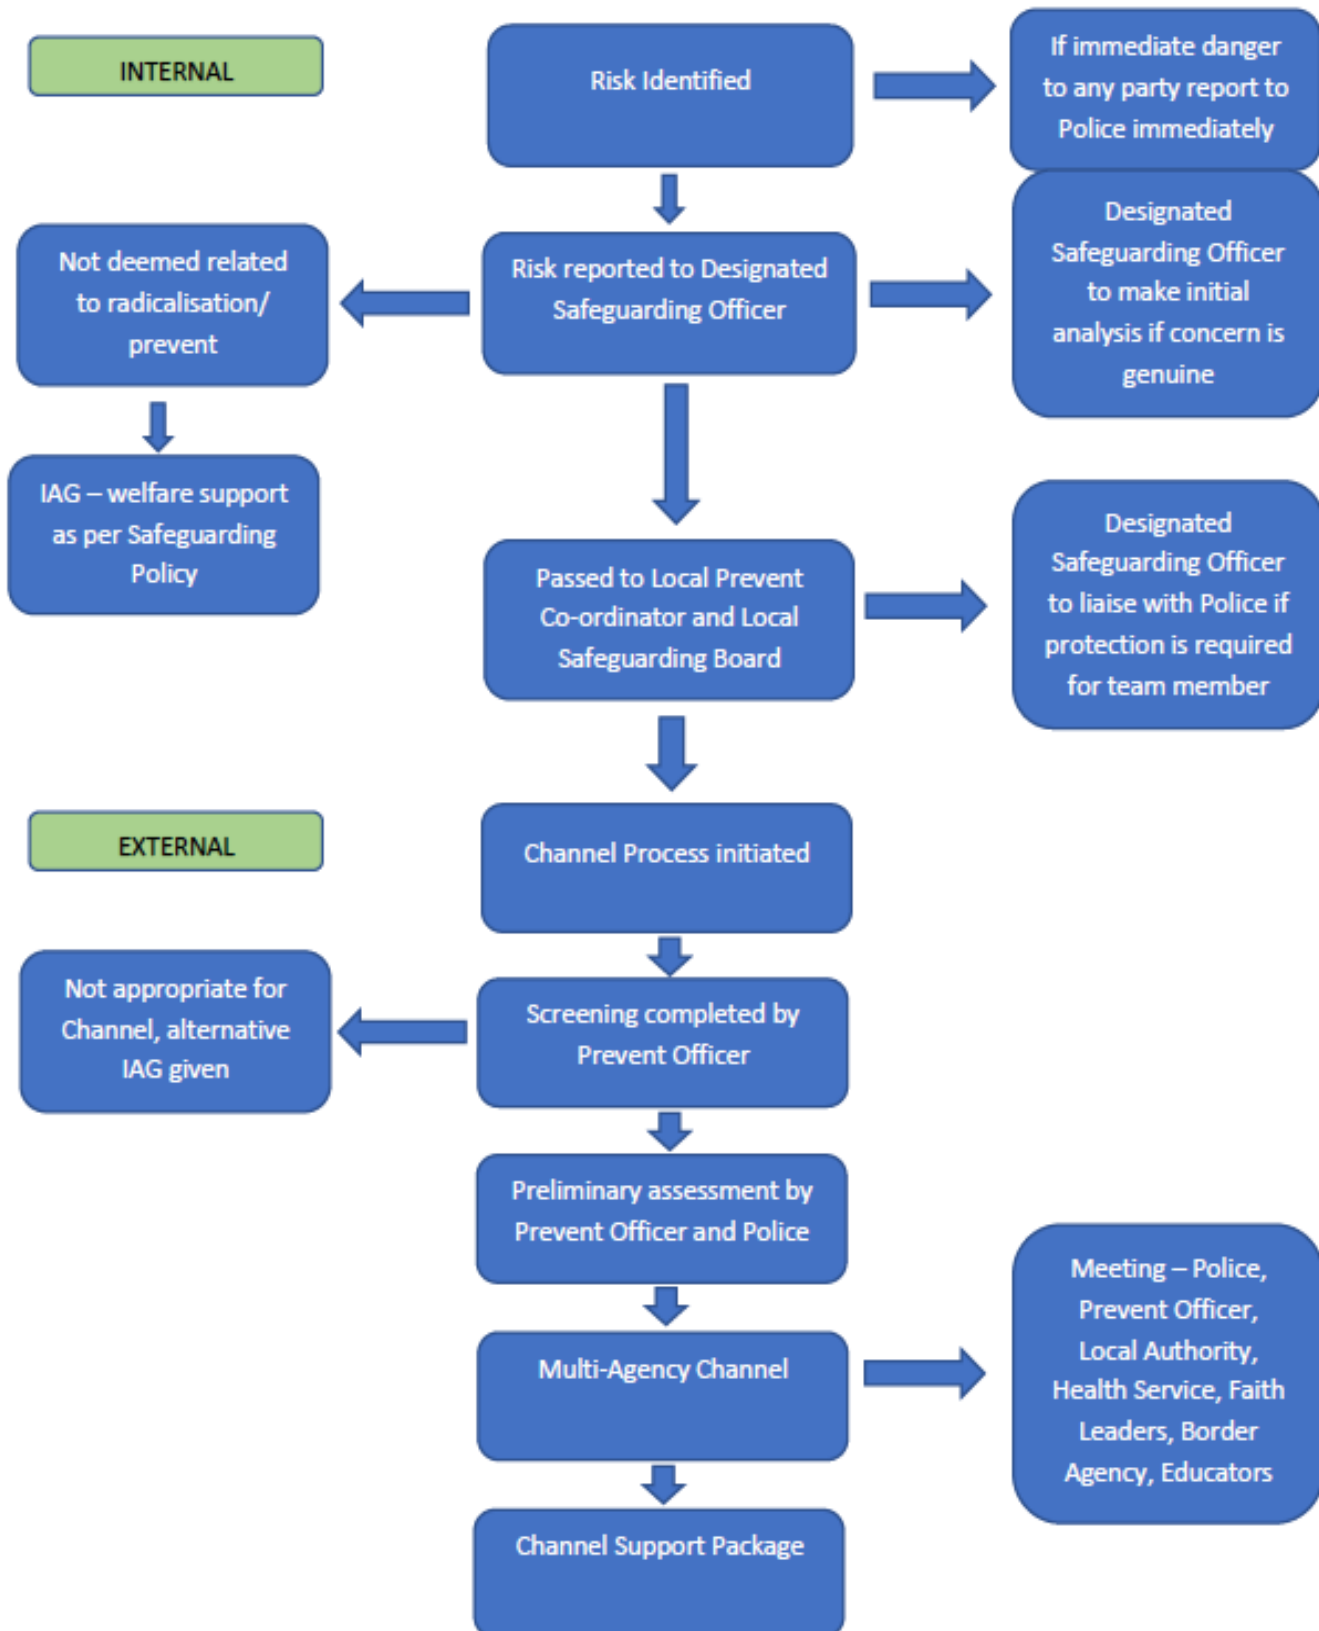 INTERNAL
Risk Identified
If immediate danger
to any party report to
Police immediately
Not deemed related
to radicalisation/
prevent
Risk reported to Designated
Safeguarding Officer
Designated
Safeguarding Officer
to make initial
analysis if concern is
genuine
IAG – welfare support
as per Safeguarding
Policy
Passed to Local Prevent
Co-ordinator and Local
Safeguarding Board
Designated
Safeguarding Officer
to liaise with Police if
protection is required
for team member
EXTERNAL
Channel Process initiated
Not appropriate for
Channel, alternative
IAG given
Screening completed by
Prevent Officer
Preliminary assessment by
Prevent Officer and Police
Multi-Agency Channel
Meeting – Police,
Prevent Officer,
Local Authority,
Health Service, Faith
Leaders, Border
Agency, Educators
Channel Support Package